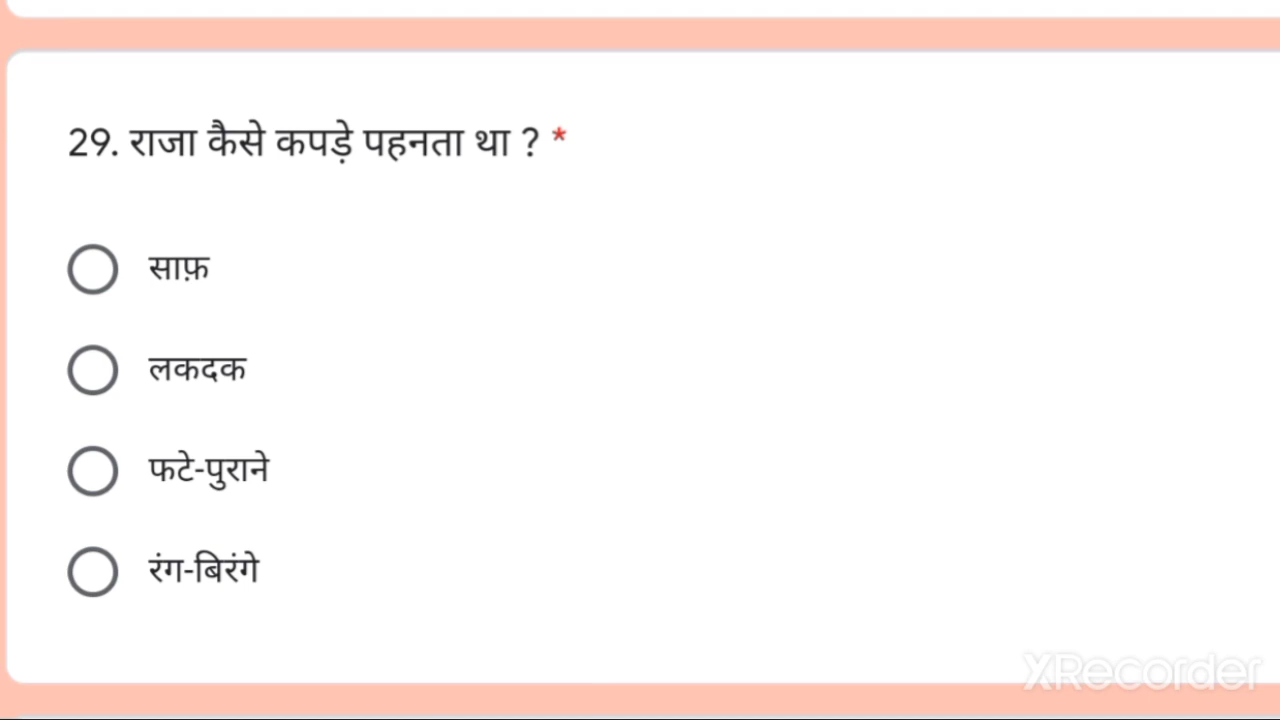 29. राजा कैसे कपड़े पहनता था ? *
साफ़
लकदक
फटे-पुराने
रंग-बिरंगे
XRecorder